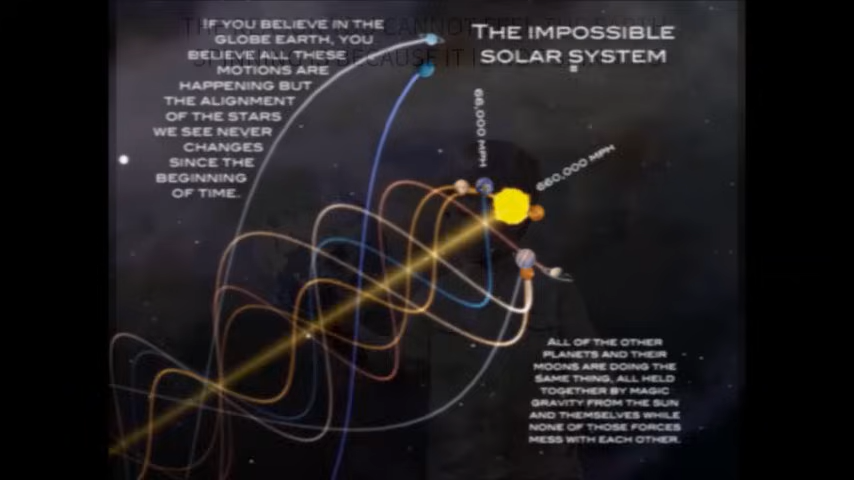 IF YOU BELIEVE IN THE
GLOBE EARTH, YOU
BELIEVE ALL THESE
MOTIONS ARE
HAPPENING BUT
THE ALIGNMENT
OF THE STARS
WE SEE NEVER
CHANGES
SINCE THE
BEGINNING
OF TIME.
THE IMPOSSIBLE
SOLAR SYSTEM
68,000 MPH
660,000 MPH
ALL OF THE OTHER
PLANETS AND THEIR
MOONS ARE DOING THE
SAME THING, ALL HELD
TOGETHER BY MAGIC
GRAVITY FROM THE SUN
AND THEMSELVES WHILE
NONE OF THOSE FORCES
MESS WITH EACH OTHER.